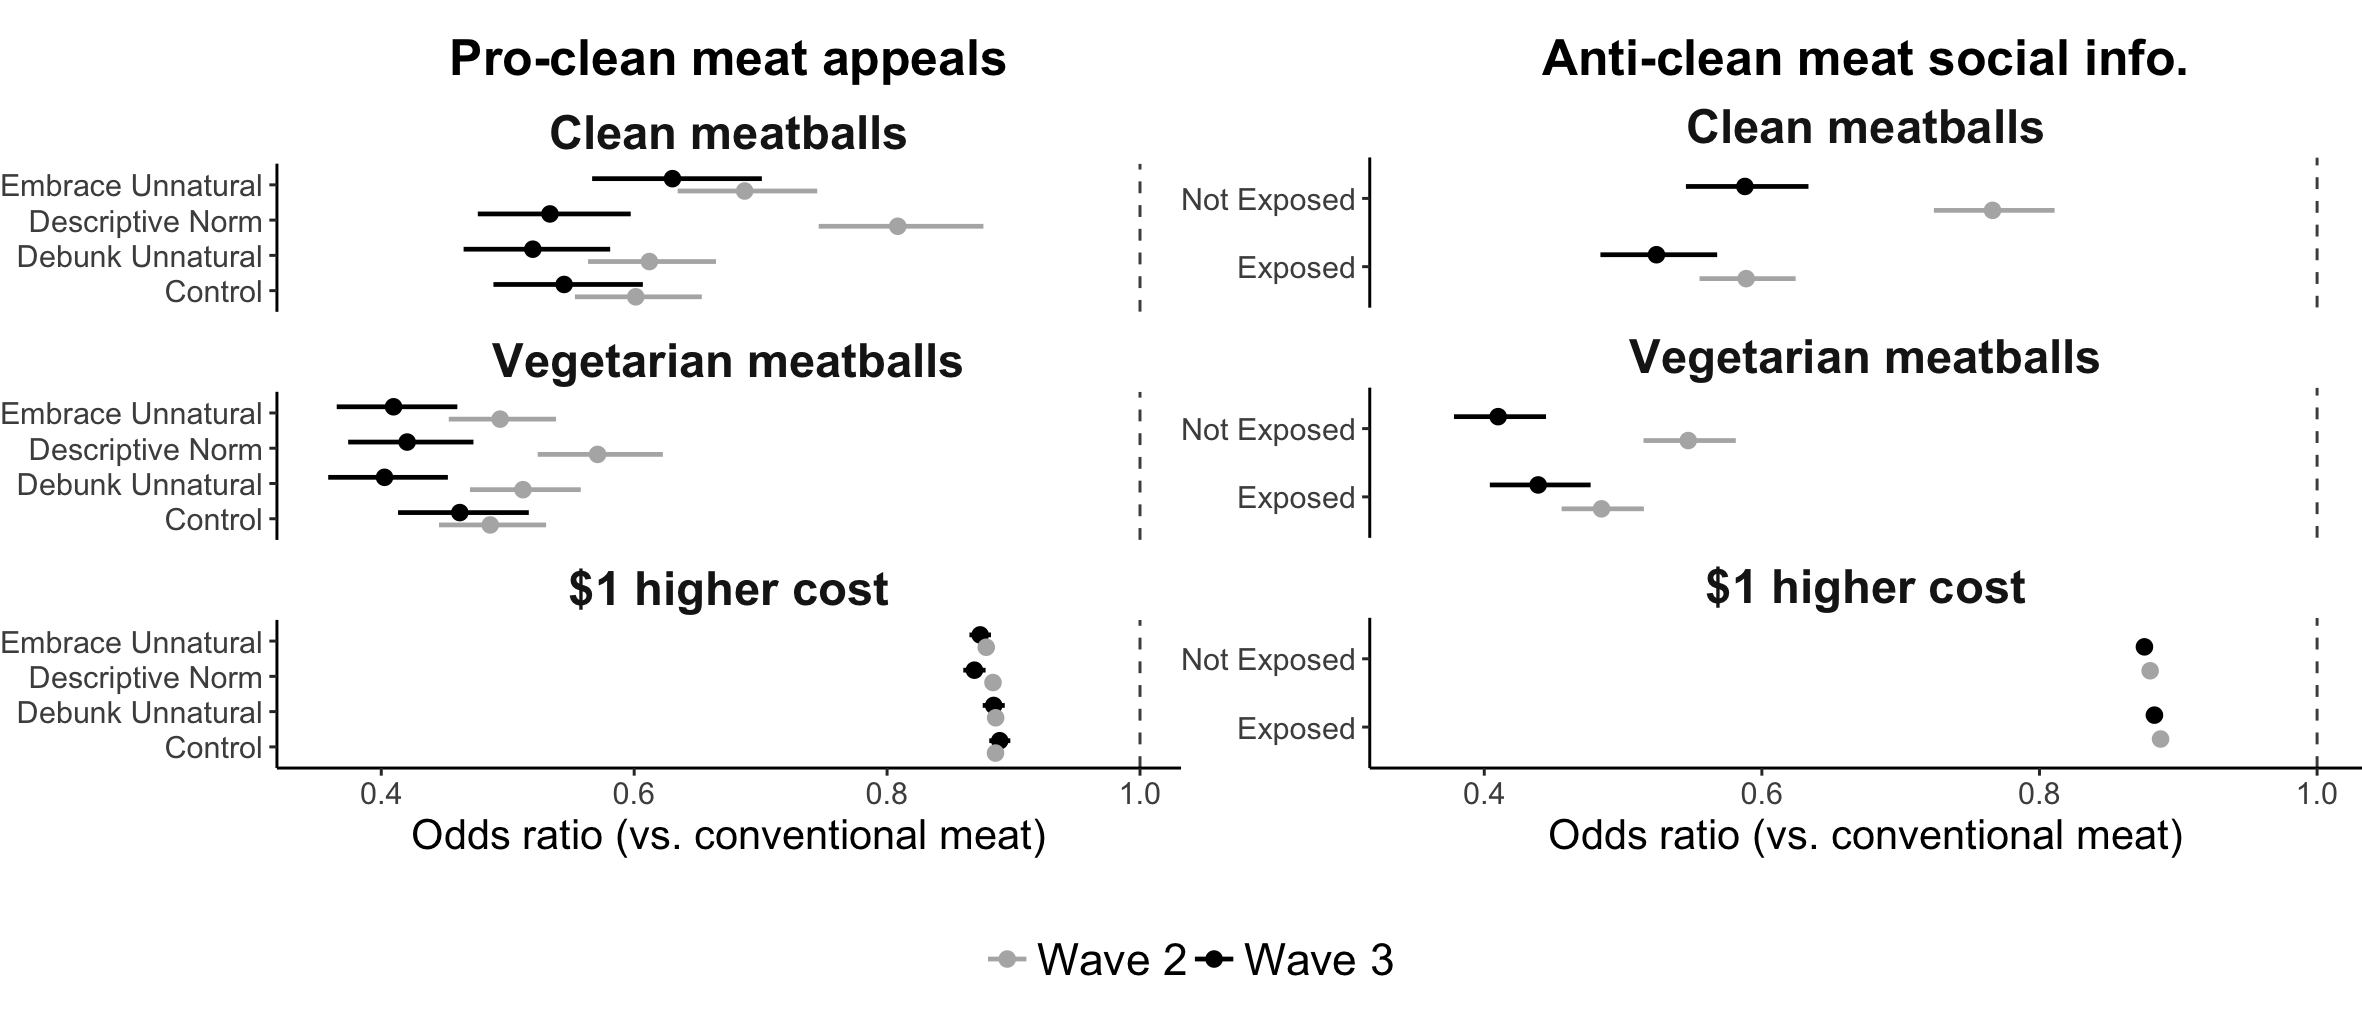 Pro-clean meat appeals
Clean meatballs
Embrace Unnatural
Descriptive Norm
Debunk Unnatural
Control
Vegetarian meatballs
Embrace Unnatural
Descriptive Norm
Debunk Unnatural
Control
$1 higher cost
Embrace Unnatural
Descriptive Norm
Debunk Unnatural
Control
0.4 0.6 0.8 1.0
Odds ratio (vs. conventional meat)
Anti-clean meat social info.
Clean meatballs
Not Exposed
Exposed
Vegetarian meatballs
Not Exposed
Exposed
$1 higher cost
Not Exposed
Exposed
0.4 0.6 0.8 1.0
Odds ratio (vs. conventional meat)
Wave 2 Wave 3